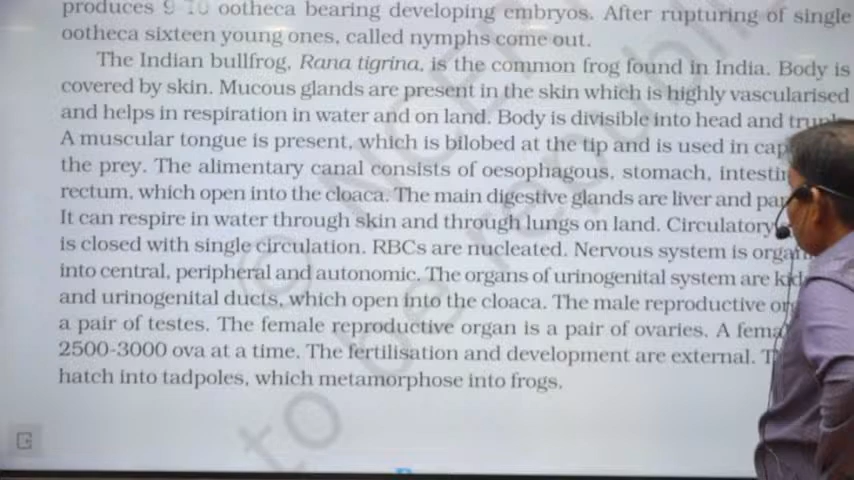 produces 9-10 ootheca bearing developing embryos. After rupturing of single
ootheca sixteen young ones, called nymphs come out.
The Indian bullfrog, Rana tigrina, is the common frog found in India. Body is
covered by skin. Mucous glands are present in the skin which is highly vascularised
and helps in respiration in water and on land. Body is divisible into head and
A muscular tongue is present, which is bilobed at the tip and is used in
the prey. The alimentary canal consists of oesophagous, stomach,
rectum, which open into the cloaca. The main digestive glands are liver and
It can respire in water through skin and through lungs on land. Circulatory
is closed with single circulation. RBCs are nucleated. Nervous system is
into central, peripheral and autonomic. The organs of urinogenital system are
and urinogenital ducts, which open into the cloaca. The male reproductive
a pair of testes. The female reproductive organ is a pair of ovaries. A
2500-3000 ova at a time. The fertilisation and development are external.
hatch into tadpoles, which metamorphose into frogs.
© NCERT
to be republi